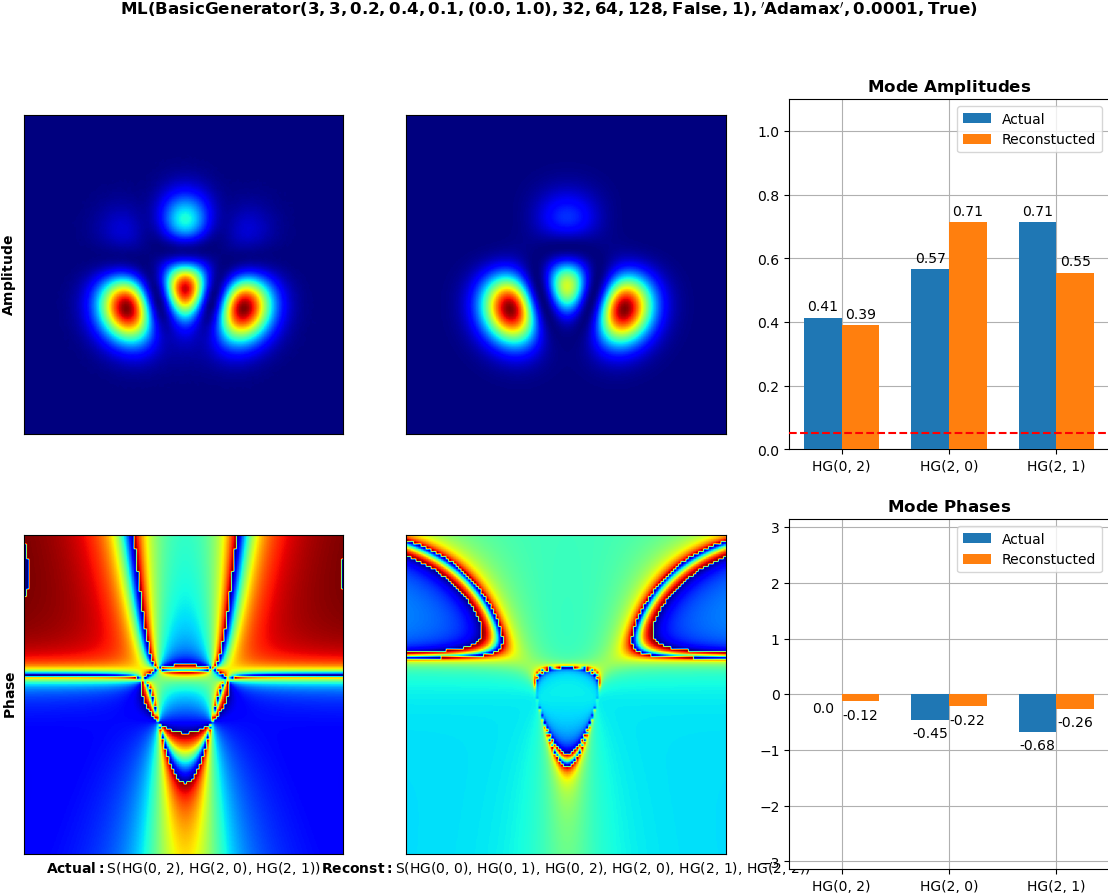 ML(BasicGenerator(3, 3, 0.2, 0.4, 0.1, (0.0, 1.0), 32, 64, 128, False, 1), ′Adamax′, 0.0001, True)
Mode Amplitudes
Actual
Reconstucted
Amplitude
1.0
0.8
0.6
0.4
0.2
0.0
0.41
0.39
0.57
0.71
0.71
0.55
HG(0, 2)
HG(2, 0)
HG(2, 1)
Mode Phases
Actual
Reconstucted
Phase
3
2
1
0
−1
−2
−3
0.0
-0.12
-0.45
-0.22
-0.68
-0.26
HG(0, 2)
HG(2, 0)
HG(2, 1)
Actual: S(HG(0, 2), HG(2, 0), HG(2, 1))
Reconst: S(HG(0, 0), HG(0, 1), HG(0, 2), HG(2, 0), HG(2, 1), HG(2, 2))